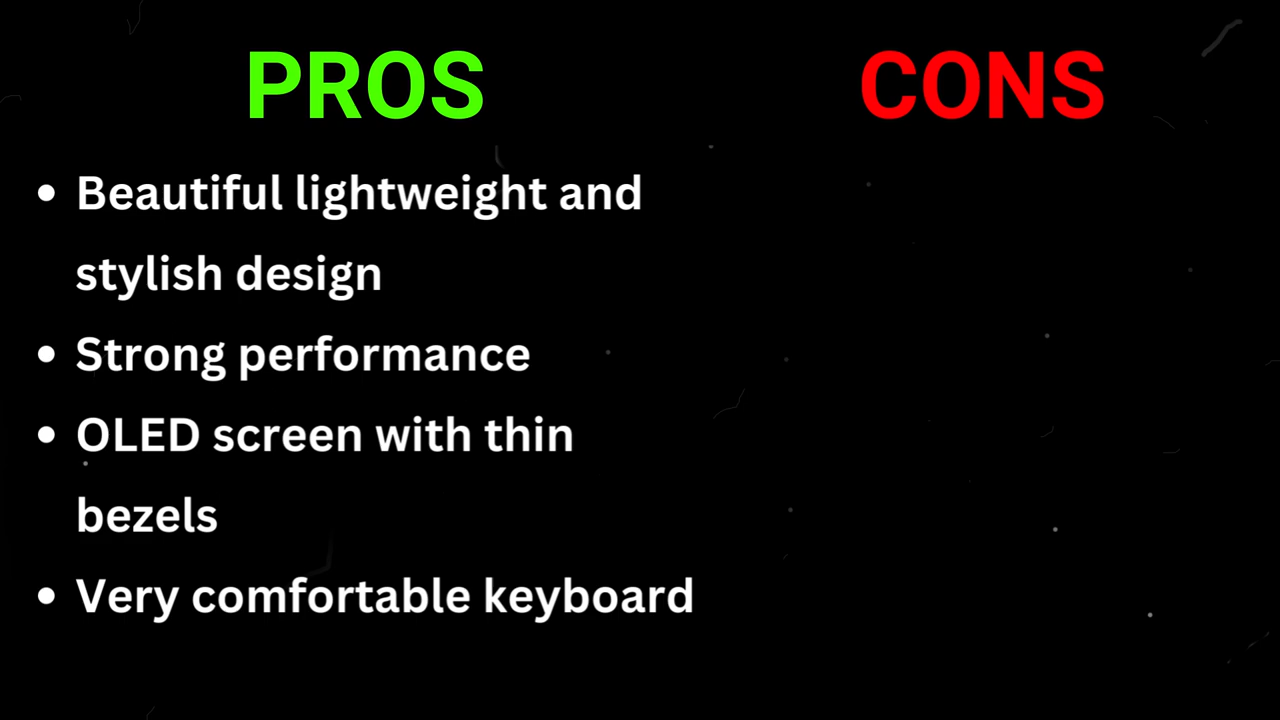 PROS
CONS
• Beautiful lightweight and
stylish design
• Strong performance
• OLED screen with thin
bezels
• Very comfortable keyboard